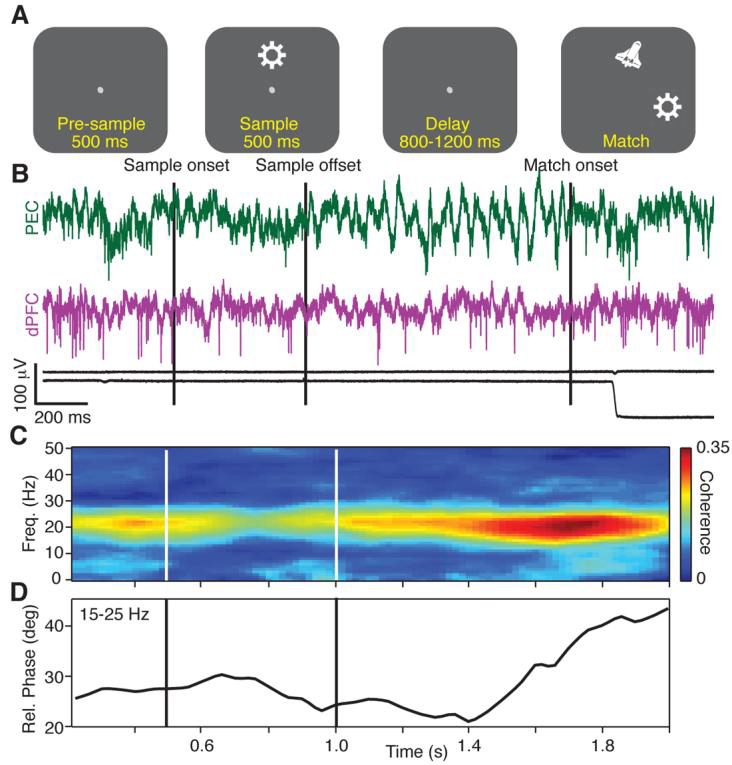 A
Pre-sample
500 ms
Sample
500 ms
Delay
800-1200 ms
Match
B
Sample onset
Sample offset
Match onset
PEC
dPFC
100 μV
200 ms
C
50
40
30
20
10
0
Freq. (Hz)
0.35
Coherence
0
D
15-25 Hz
40
30
20
Rel. Phase (deg)
0.6
1.0
1.4
1.8
Time (s)